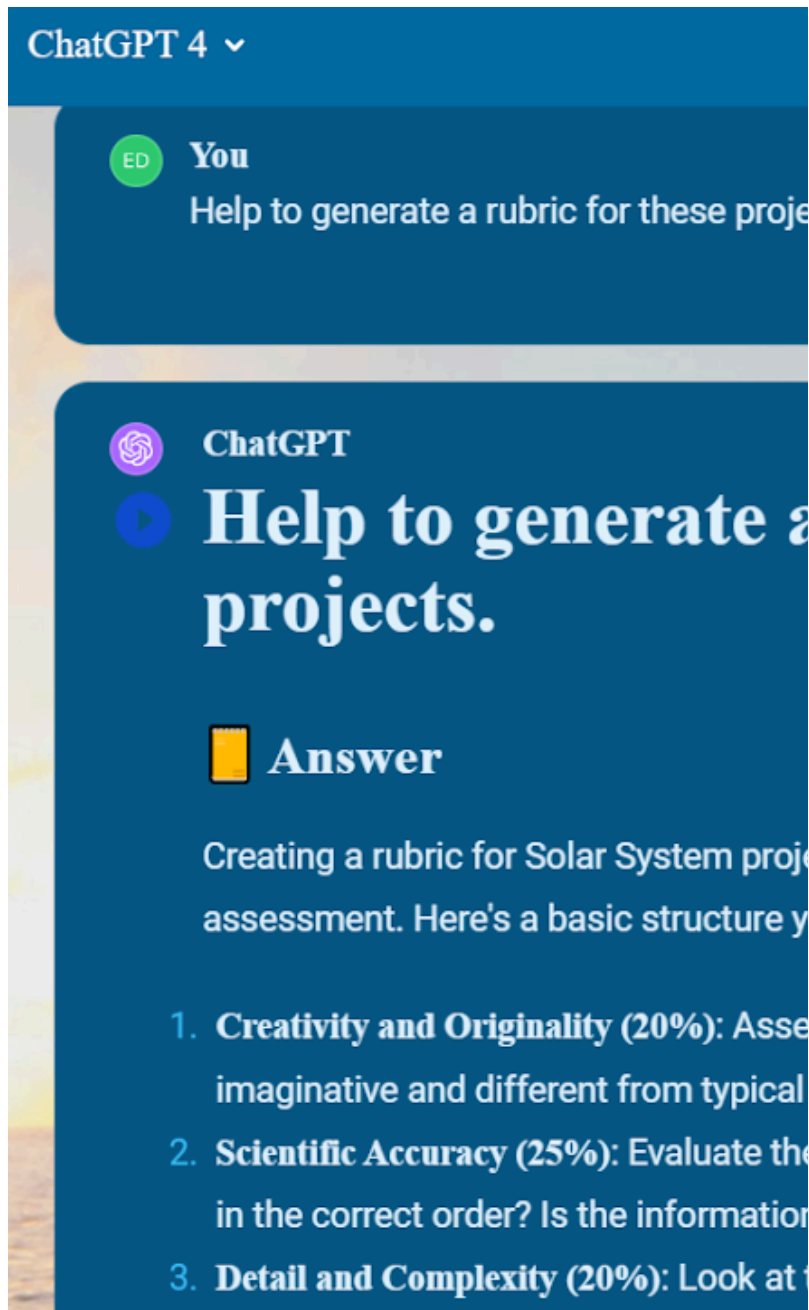 ChatGPT 4
ED
You
Help to generate a rubric for these proje
ChatGPT
Help to generate a
projects.
Answer
Creating a rubric for Solar System proje
assessment. Here's a basic structure y
1. Creativity and Originality (20%): Asse
imaginative and different from typical
2. Scientific Accuracy (25%): Evaluate the
in the correct order? Is the information
3. Detail and Complexity (20%): Look at t